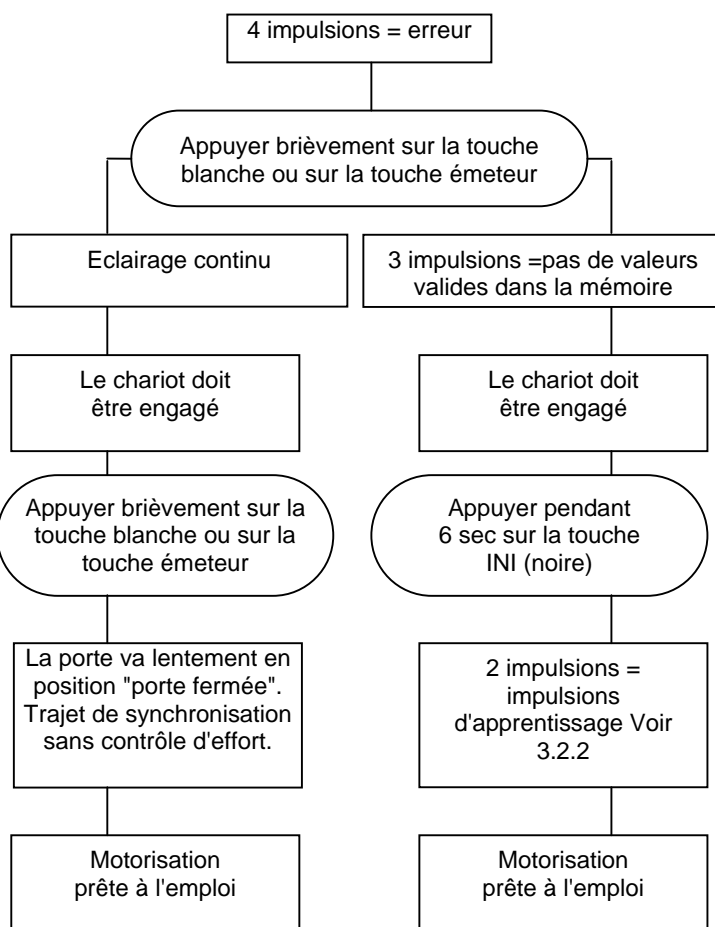 4 impulsions = erreur
Appuyer brièvement sur la touche
blanche ou sur la touche émeteur
Eclairage continu
3 impulsions =pas de valeurs
valides dans la mémoire
Le chariot doit
être engagé
Le chariot doit
être engagé
Appuyer brièvement sur la
touche blanche ou sur la
touche émeteur
Appuyer pendant
6 sec sur la touche
INI (noire)
La porte va lentement en
position "porte fermée".
Trajet de synchronisation
sans contrôle d'effort.
2 impulsions =
impulsions
d'apprentissage Voir
3.2.2
Motorisation
prête à l'emploi
Motorisation
prête à l'emploi